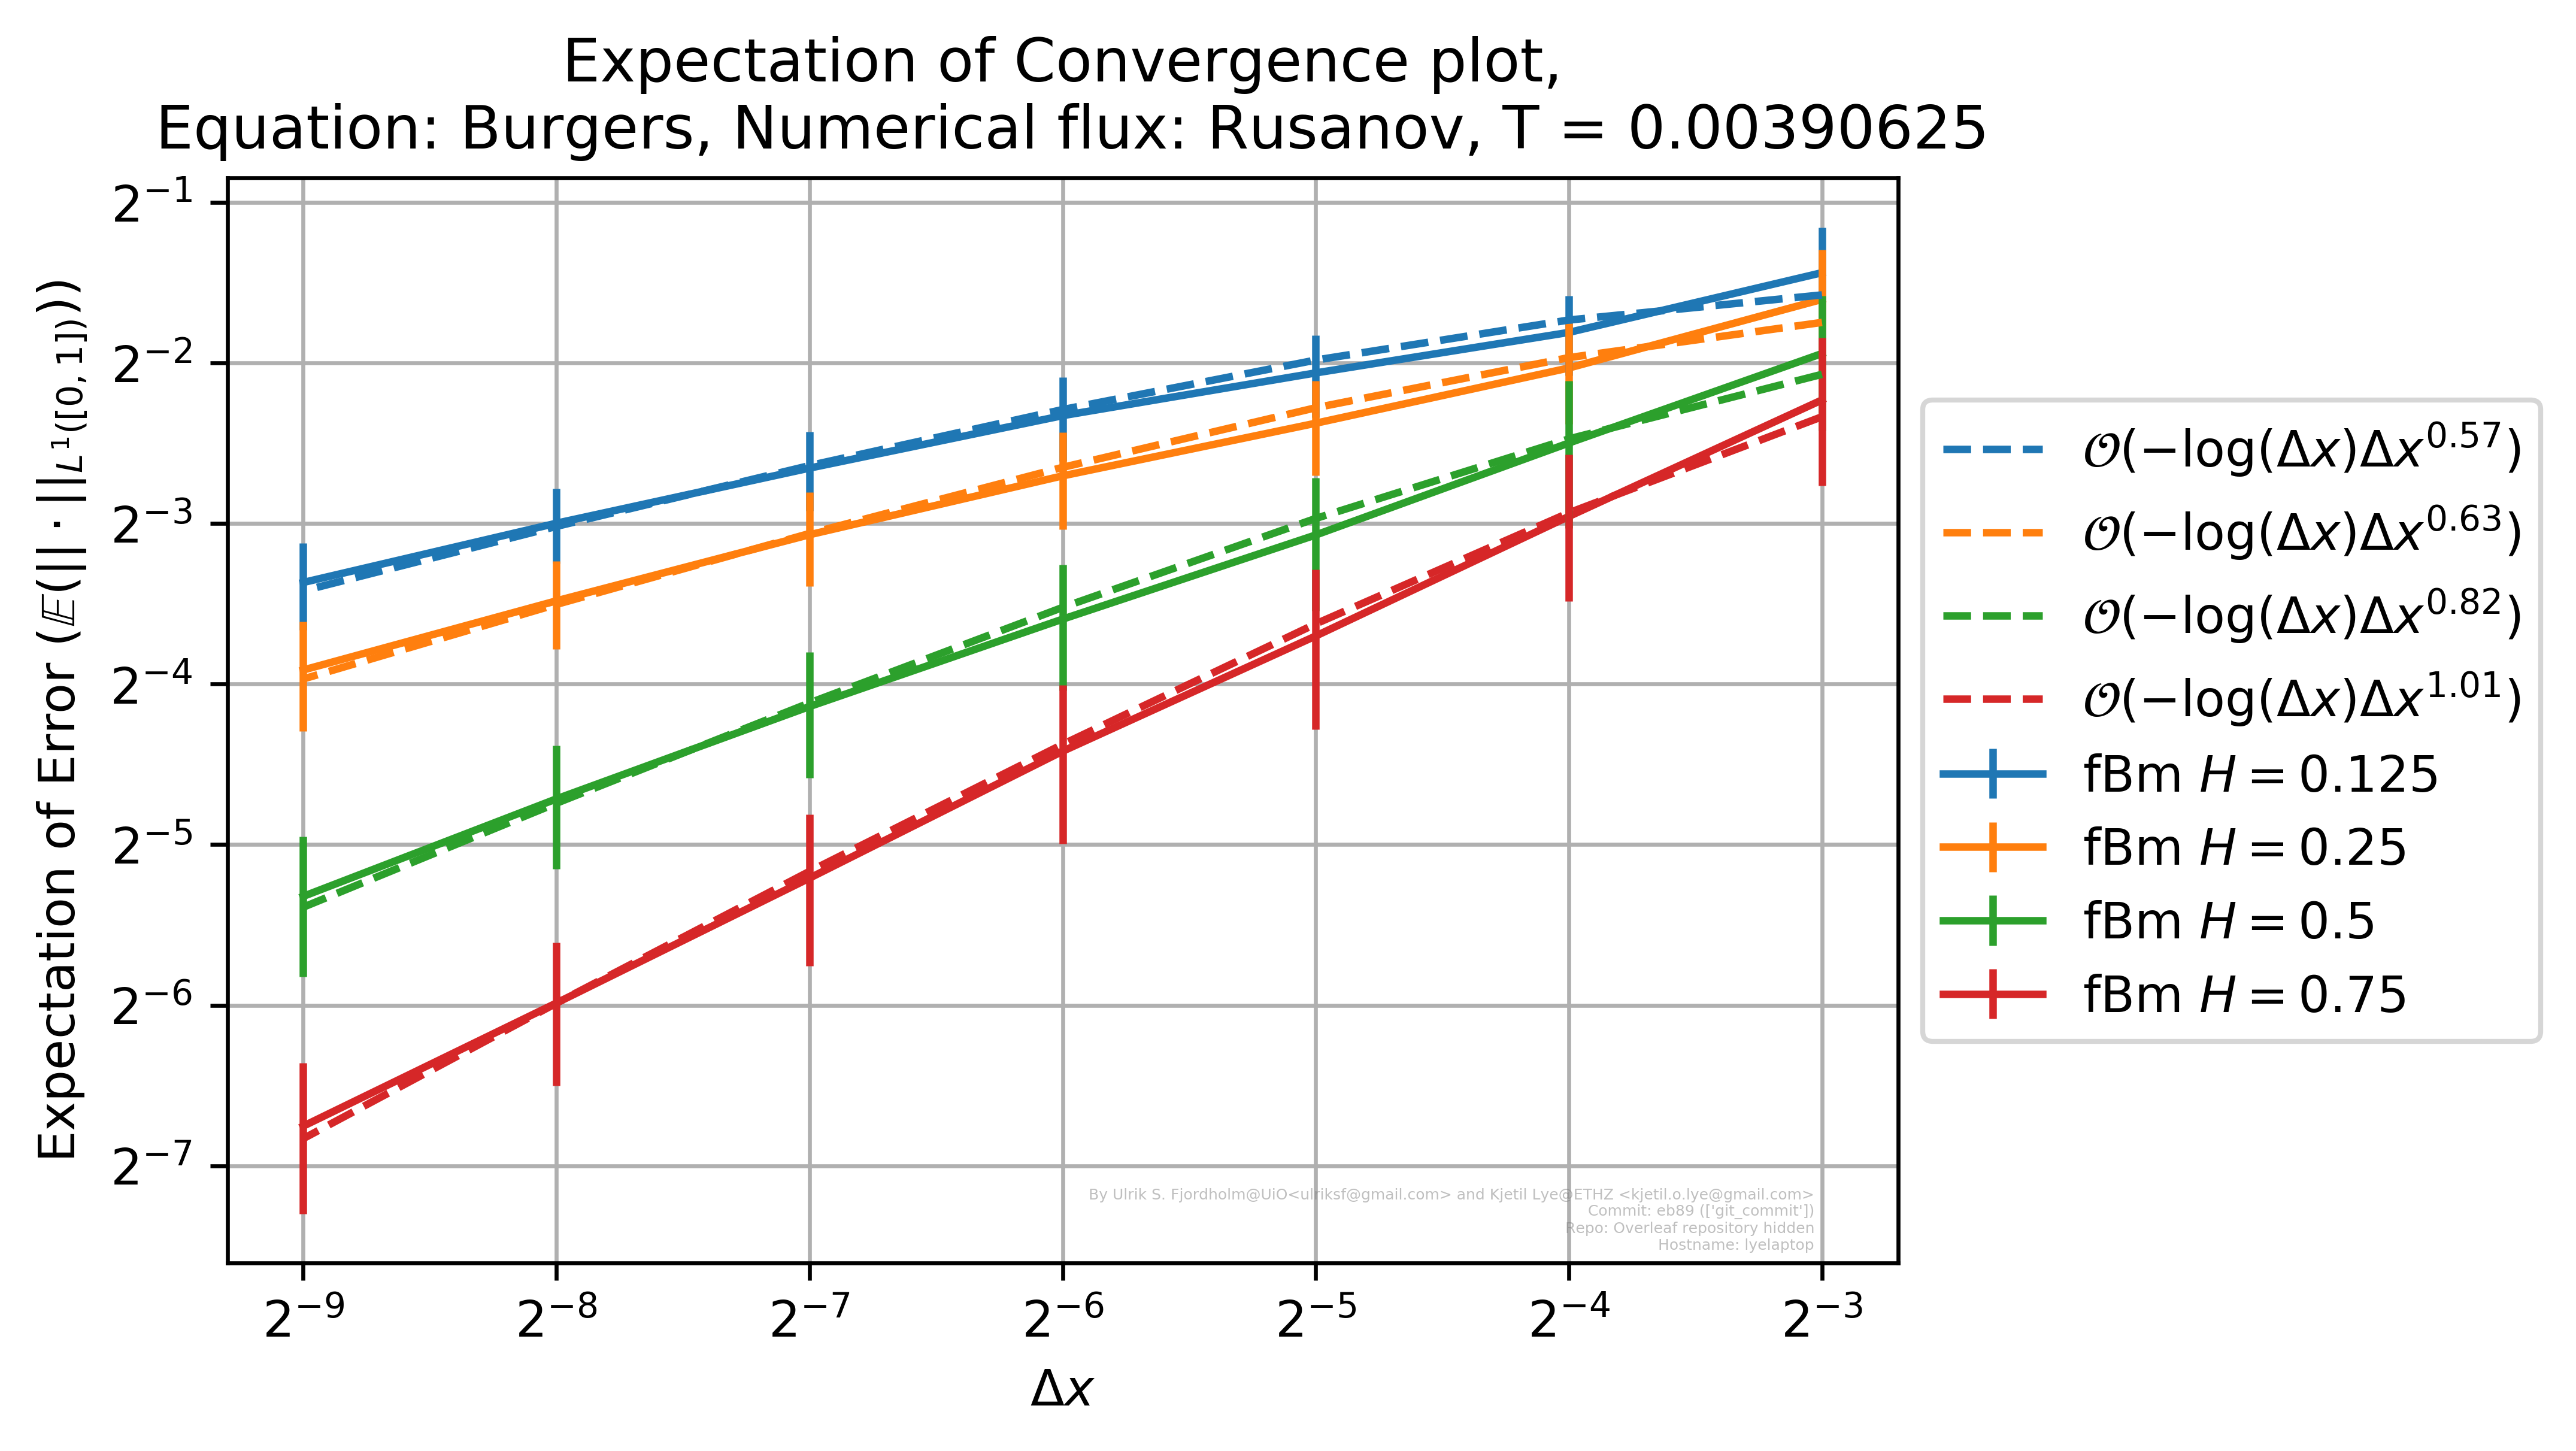 Expectation of Convergence plot,
Equation: Burgers, Numerical flux: Rusanov, T = 0.00390625
Expectation of Error (𝔼(||·||_{L^1([0, 1])}))
2^{−1}
2^{−2}
2^{−3}
2^{−4}
2^{−5}
2^{−6}
2^{−7}
2^{−9}
2^{−8}
2^{−7}
2^{−6}
2^{−5}
2^{−4}
2^{−3}
Δx
𝒪(−log(Δx)Δx^{0.57})
𝒪(−log(Δx)Δx^{0.63})
𝒪(−log(Δx)Δx^{0.82})
𝒪(−log(Δx)Δx^{1.01})
fBm H = 0.125
fBm H = 0.25
fBm H = 0.5
fBm H = 0.75
By Ulrik S. Fjordholm@UiO<ulriksf@gmail.com> and Kjetil Lye@ETHZ <kjetil.o.lye@gmail.com>
Commit: eb89 (['git_commit'])
Repo: Overleaf repository hidden
Hostname: lyelaptop